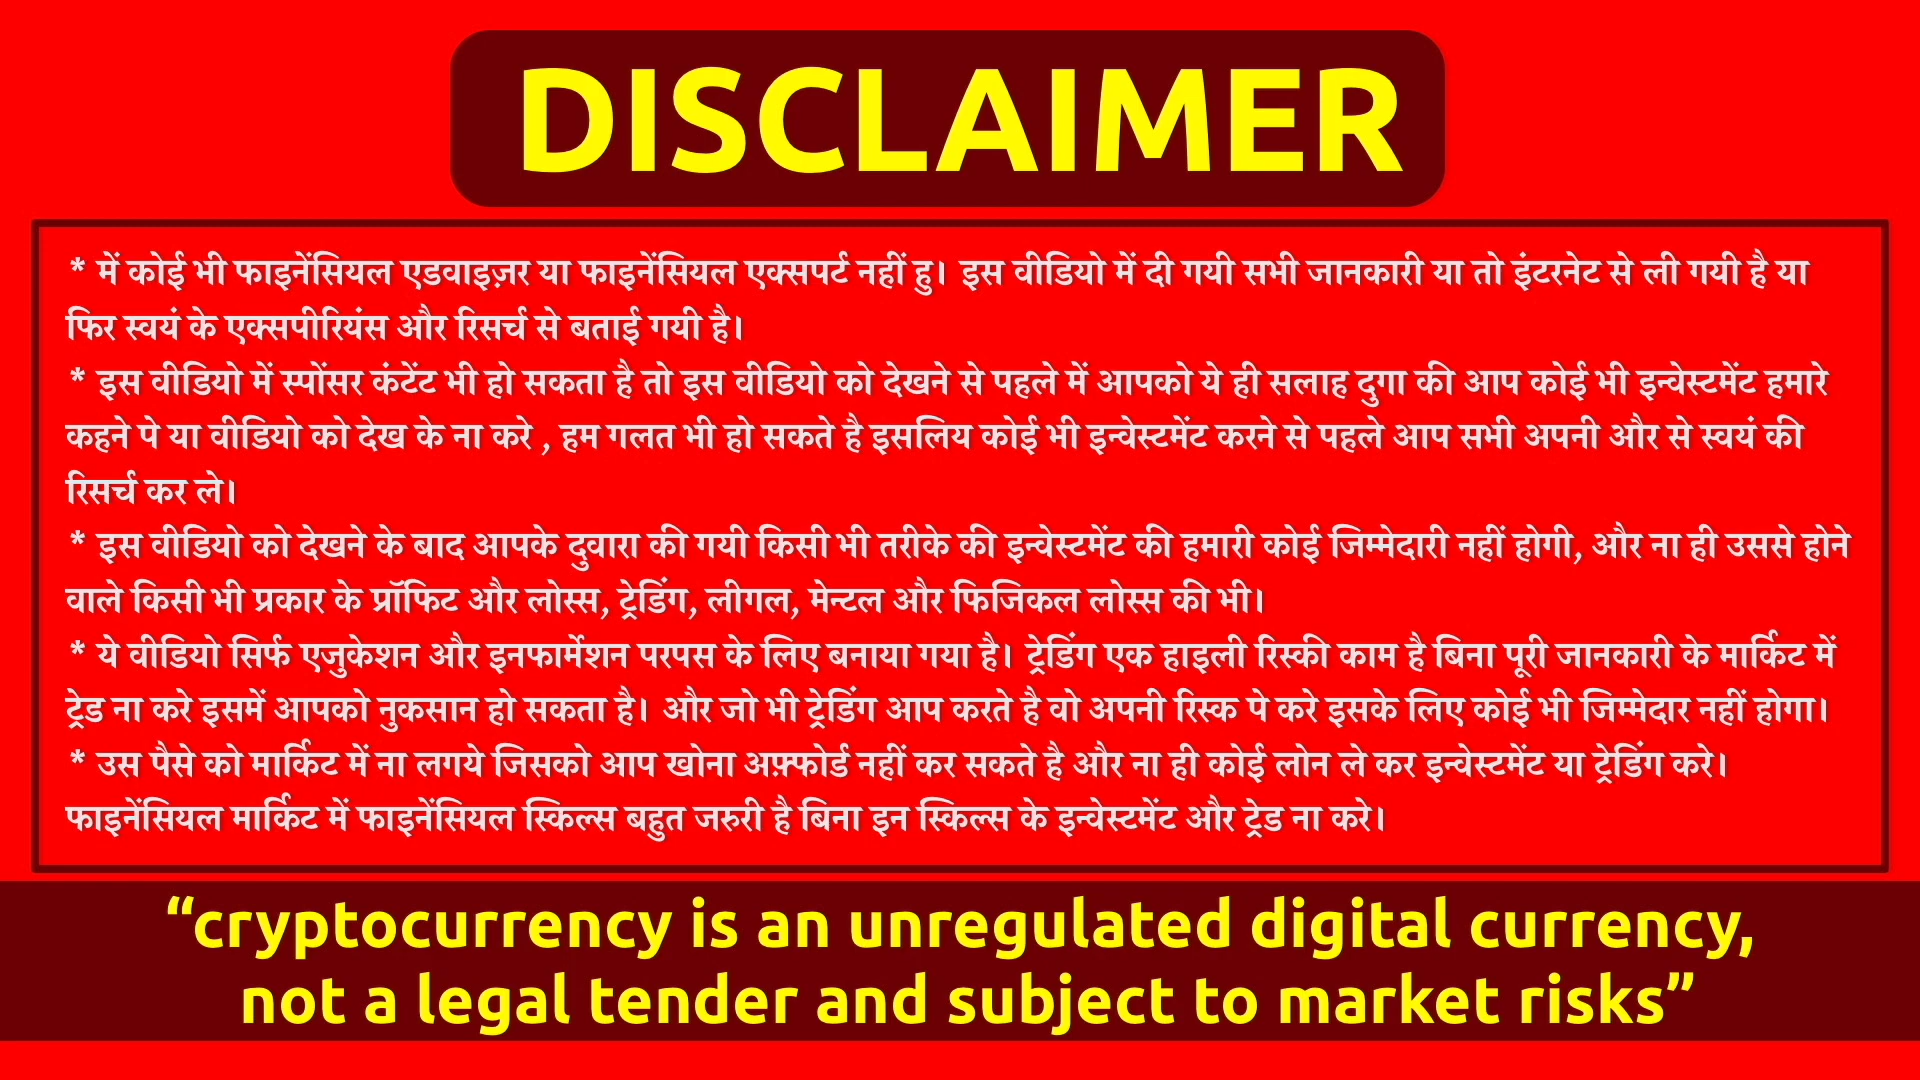 DISCLAIMER
* में कोई भी फाइनेंसियल एडवाइज़र या फाइनेंसियल एक्सपर्ट नहीं हु। इस वीडियो में दी गयी सभी जानकारी या तो इंटरनेट से ली गयी है या
फिर स्वयं के एक्सपीरियंस और रिसर्च से बताई गयी है।
* इस वीडियो में स्पोंसर कंटेंट भी हो सकता है तो इस वीडियो को देखने से पहले में आपको ये ही सलाह दुगा की आप कोई भी इन्वेस्टमेंट हमारे
कहने पे या वीडियो को देख के ना करे , हम गलत भी हो सकते है इसलिय कोई भी इन्वेस्टमेंट करने से पहले आप सभी अपनी और से स्वयं की
रिसर्च कर ले।
* इस वीडियो को देखने के बाद आपके दुवारा की गयी किसी भी तरीके की इन्वेस्टमेंट की हमारी कोई जिम्मेदारी नहीं होगी, और ना ही उससे होने
वाले किसी भी प्रकार के प्रॉफिट और लोस्स, ट्रेडिंग, लीगल, मेन्टल और फिजिकल लोस्स की भी।
* ये वीडियो सिर्फ एजुकेशन और इनफार्मेशन परपस के लिए बनाया गया है। ट्रेडिंग एक हाइली रिस्की काम है बिना पूरी जानकारी के मार्किट में
ट्रेड ना करे इसमें आपको नुकसान हो सकता है। और जो भी ट्रेडिंग आप करते है वो अपनी रिस्क पे करे इसके लिए कोई भी जिम्मेदार नहीं होगा।
* उस पैसे को मार्किट में ना लगये जिसको आप खोना अफ़्फोर्ड नहीं कर सकते है और ना ही कोई लोन ले कर इन्वेस्टमेंट या ट्रेडिंग करे।
फाइनेंसियल मार्किट में फाइनेंसियल स्किल्स बहुत जरुरी है बिना इन स्किल्स के इन्वेस्टमेंट और ट्रेड ना करे।
“cryptocurrency is an unregulated digital currency,
not a legal tender and subject to market risks”